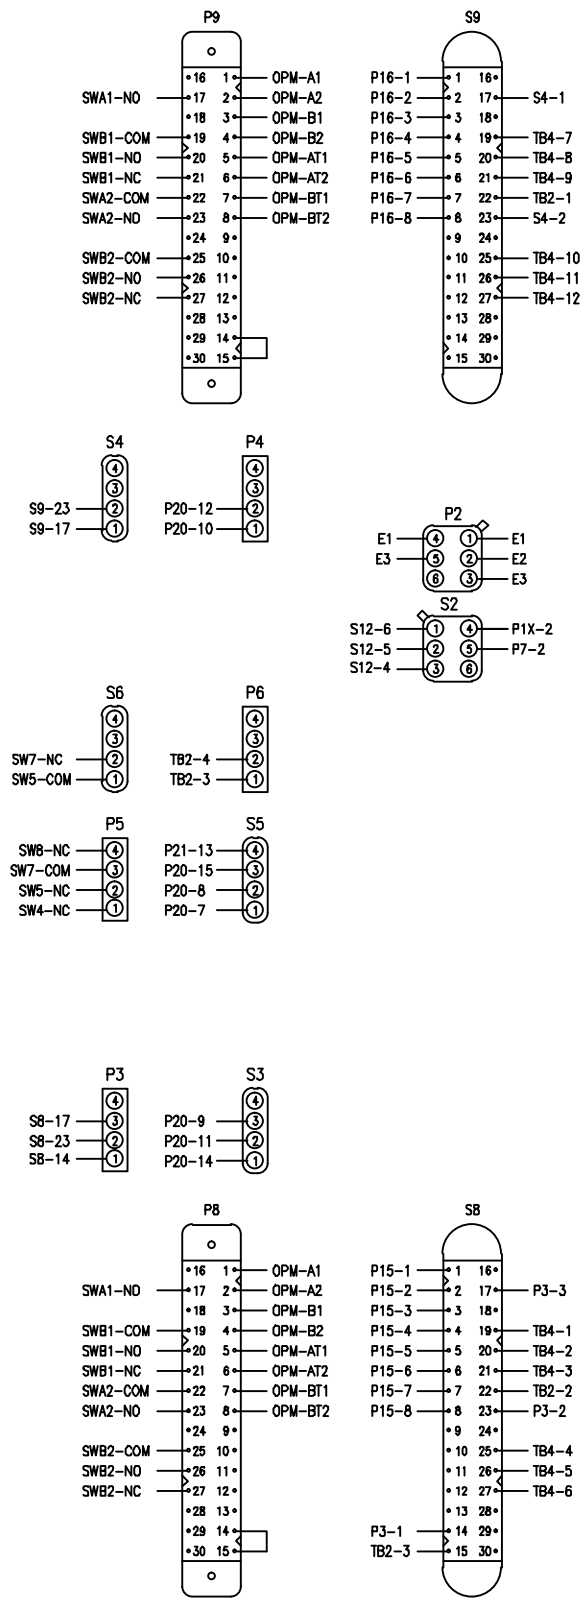 P9 S9
16 1 OPM-A1 P16-1 1 16
SWA1-NO 17 2 OPM-A2 P16-2 2 17 S4-1
18 3 OPM-B1 P16-3 3 18
SWB1-COM 19 4 OPM-B2 P16-4 4 19 TB4-7
SWB1-NO 20 5 OPM-AT1 P16-5 5 20 TB4-8
SWB1-NC 21 6 OPM-AT2 P16-6 6 21 TB4-9
SWA2-COM 22 7 OPM-BT1 P16-7 7 22 TB2-1
SWA2-NO 23 8 OPM-BT2 P16-8 8 23 S4-2
24 9 9 24
SWB2-COM 25 10 10 25 TB4-10
SWB2-NO 26 11 11 26 TB4-11
SWB2-NC 27 12 12 27 TB4-12
28 13 13 28
29 14 14 29
30 15 15 30
S4 P4
4 4
3 3
S9-23 2 P20-12 2
S9-17 1 P20-10 1
P2
E1 4 1 E1
E3 5 2 E2
6 3 E3
S2
S12-6 1 4 P1X-2
S12-5 2 5 P7-2
S12-4 3 6
S6 P6
4 4
3 3
SW7-NC 2 TB2-4 2
SW5-COM 1 TB2-3 1
P5 S5
SW8-NC 4 P21-13 4
SW7-COM 3 P20-15 3
SW5-NC 2 P20-8 2
SW4-NC 1 P20-7 1
P3 S3
4 4
S8-17 3 P20-9 3
S8-23 2 P20-11 2
S8-14 1 P20-14 1
P8 S8
16 1 OPM-A1 P15-1 1 16
SWA1-NO 17 2 OPM-A2 P15-2 2 17 P3-3
18 3 OPM-B1 P15-3 3 18
SWB1-COM 19 4 OPM-B2 P15-4 4 19 TB4-1
SWB1-NO 20 5 OPM-AT1 P15-5 5 20 TB4-2
SWB1-NC 21 6 OPM-AT2 P15-6 6 21 TB4-3
SWA2-COM 22 7 OPM-BT1 P15-7 7 22 TB2-2
SWA2-NO 23 8 OPM-BT2 P15-8 8 23 P3-2
24 9 9 24
SWB2-COM 25 10 10 25 TB4-4
SWB2-NO 26 11 11 26 TB4-5
SWB2-NC 27 12 12 27 TB4-6
28 13 13 28
29 14 P3-1 14 29
30 15 TB2-3 15 30